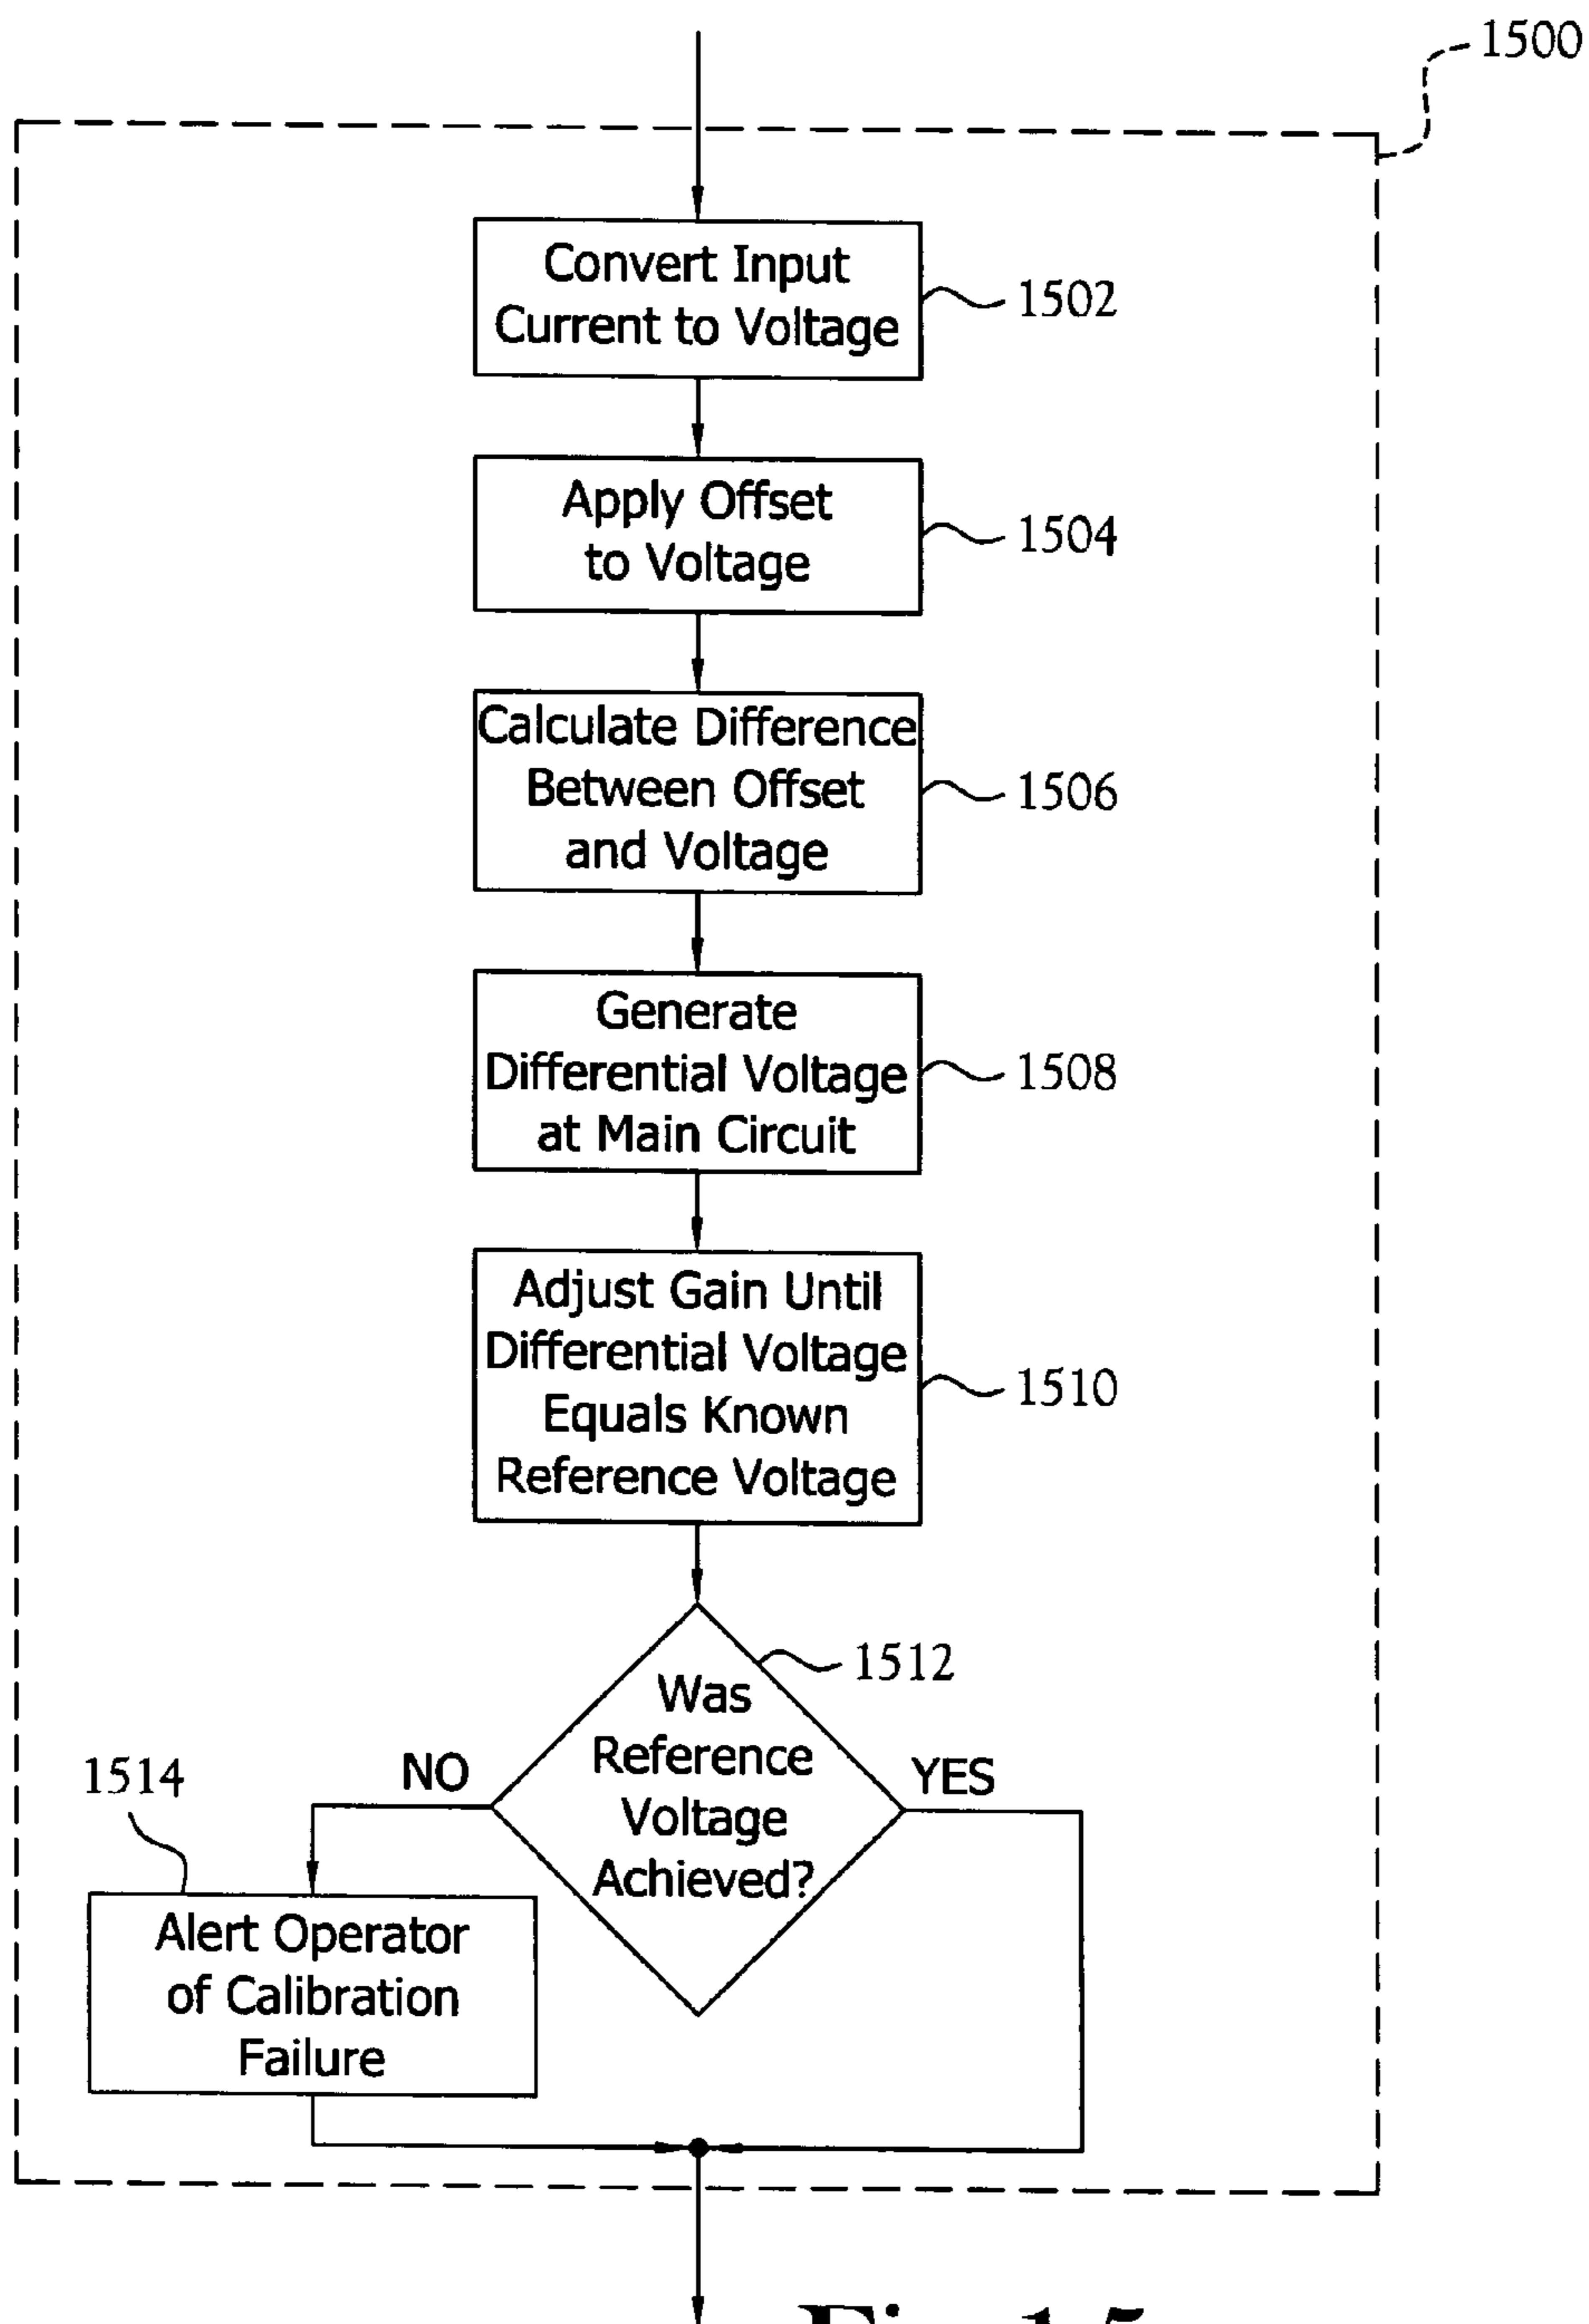 1500
Convert Input
Current to Voltage
1502
Apply Offset
to Voltage
1504
Calculate Difference
Between Offset
and Voltage
1506
Generate
Differential Voltage
at Main Circuit
1508
Adjust Gain Until
Differential Voltage
Equals Known
Reference Voltage
1510
1512
Was
Reference
Voltage
Achieved?
NO
YES
1514
Alert Operator
of Calibration
Failure